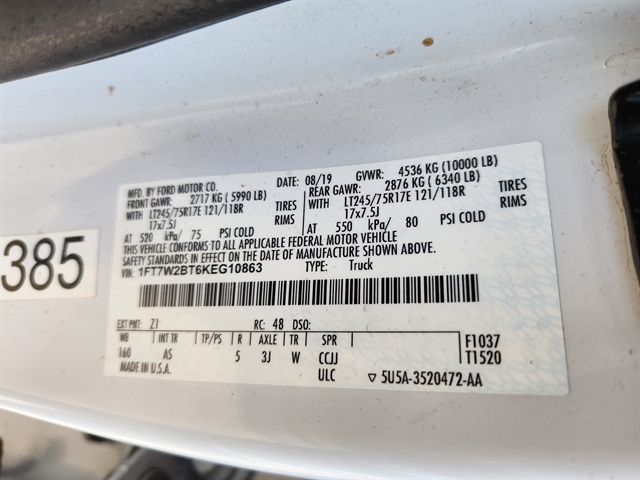 385
MFD. BY FORD MOTOR CO.
DATE: 08/19 GVWR: 4536 KG (10000 LB)
FRONT GAWR: 2717 KG ( 5990 LB) REAR GAWR: 2876 KG ( 6340 LB)
WITH LT245/75R17E 121/118R TIRES WITH LT245/75R17E 121/118R TIRES
17x7.5J RIMS 17x7.5J RIMS
AT 520 kPa/ 75 PSI COLD AT 550 kPa/ 80 PSI COLD
THIS VEHICLE CONFORMS TO ALL APPLICABLE FEDERAL MOTOR VEHICLE
SAFETY STANDARDS IN EFFECT ON THE DATE OF MANUFACTURE SHOWN ABOVE
VIN: 1FT7W2BT6KEG10863 TYPE: Truck
EXT PNT: Z1 RC: 48 DSO:
WB INT TR TP/PS R AXLE TR SPR F1037
160 AS 5 3J W CCJJ T1520
MADE IN U.S.A. ULC ▽ 5U5A-3520472-AA